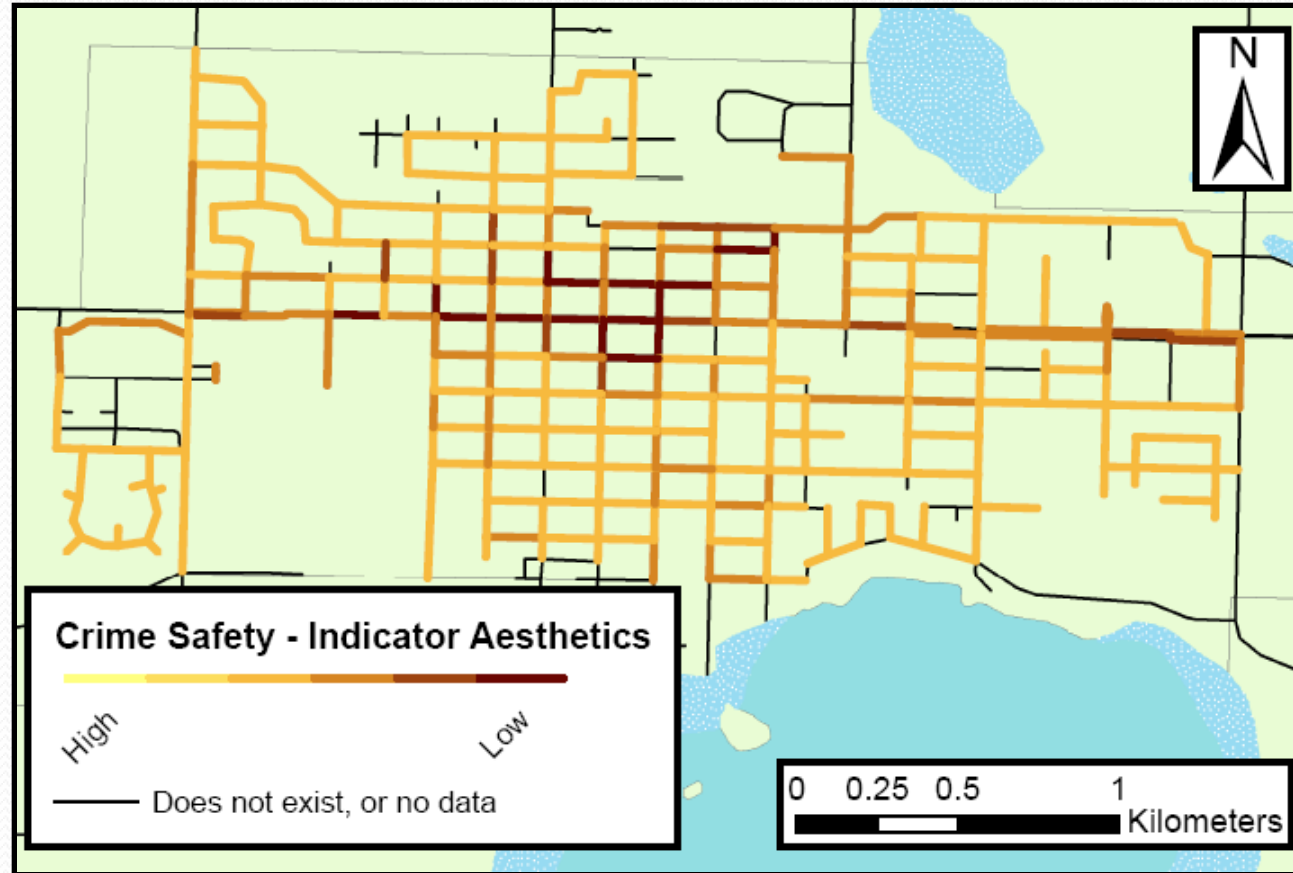 N
Crime Safety - Indicator Aesthetics
High
Low
Does not exist, or no data
0 0.25 0.5 1
Kilometers